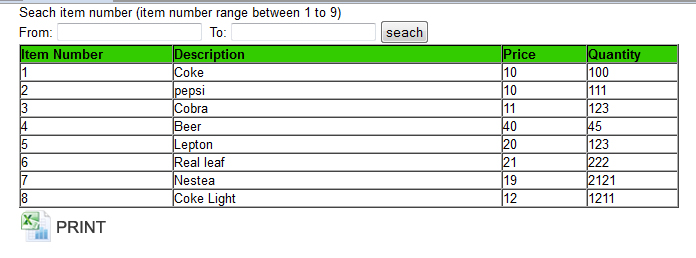 Seach item number (item number range between 1 to 9)
From: To: seach
Item Number Description Price Quantity
1 Coke 10 100
2 pepsi 10 111
3 Cobra 11 123
4 Beer 40 45
5 Lepton 20 123
6 Real leaf 21 222
7 Nestea 19 2121
8 Coke Light 12 1211
PRINT